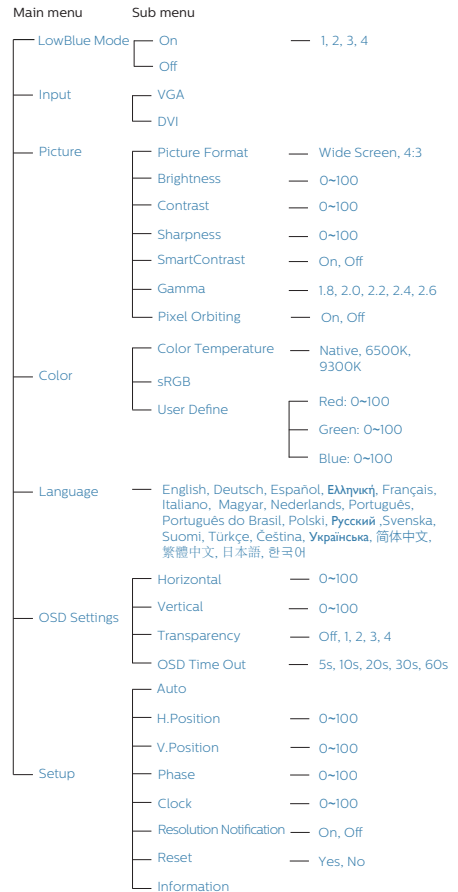 Main menu Sub menu
LowBlue Mode On 1, 2, 3, 4
Off
Input VGA
DVI
Picture Picture Format Wide Screen, 4:3
Brightness 0~100
Contrast 0~100
Sharpness 0~100
SmartContrast On, Off
Gamma 1.8, 2.0, 2.2, 2.4, 2.6
Pixel Orbiting On, Off
Color Color Temperature Native, 6500K,
9300K
sRGB
User Define Red: 0~100
Green: 0~100
Blue: 0~100
Language English, Deutsch, Español, Ελληνική, Français,
Italiano, Magyar, Nederlands, Português,
Português do Brasil, Polski, Русский ,Svenska,
Suomi, Türkçe, Čeština, Українська, 简体中文,
繁體中文, 日本語, 한국어
OSD Settings Horizontal 0~100
Vertical 0~100
Transparency Off, 1, 2, 3, 4
OSD Time Out 5s, 10s, 20s, 30s, 60s
Setup Auto
H.Position 0~100
V.Position 0~100
Phase 0~100
Clock 0~100
Resolution Notification On, Off
Reset Yes, No
Information